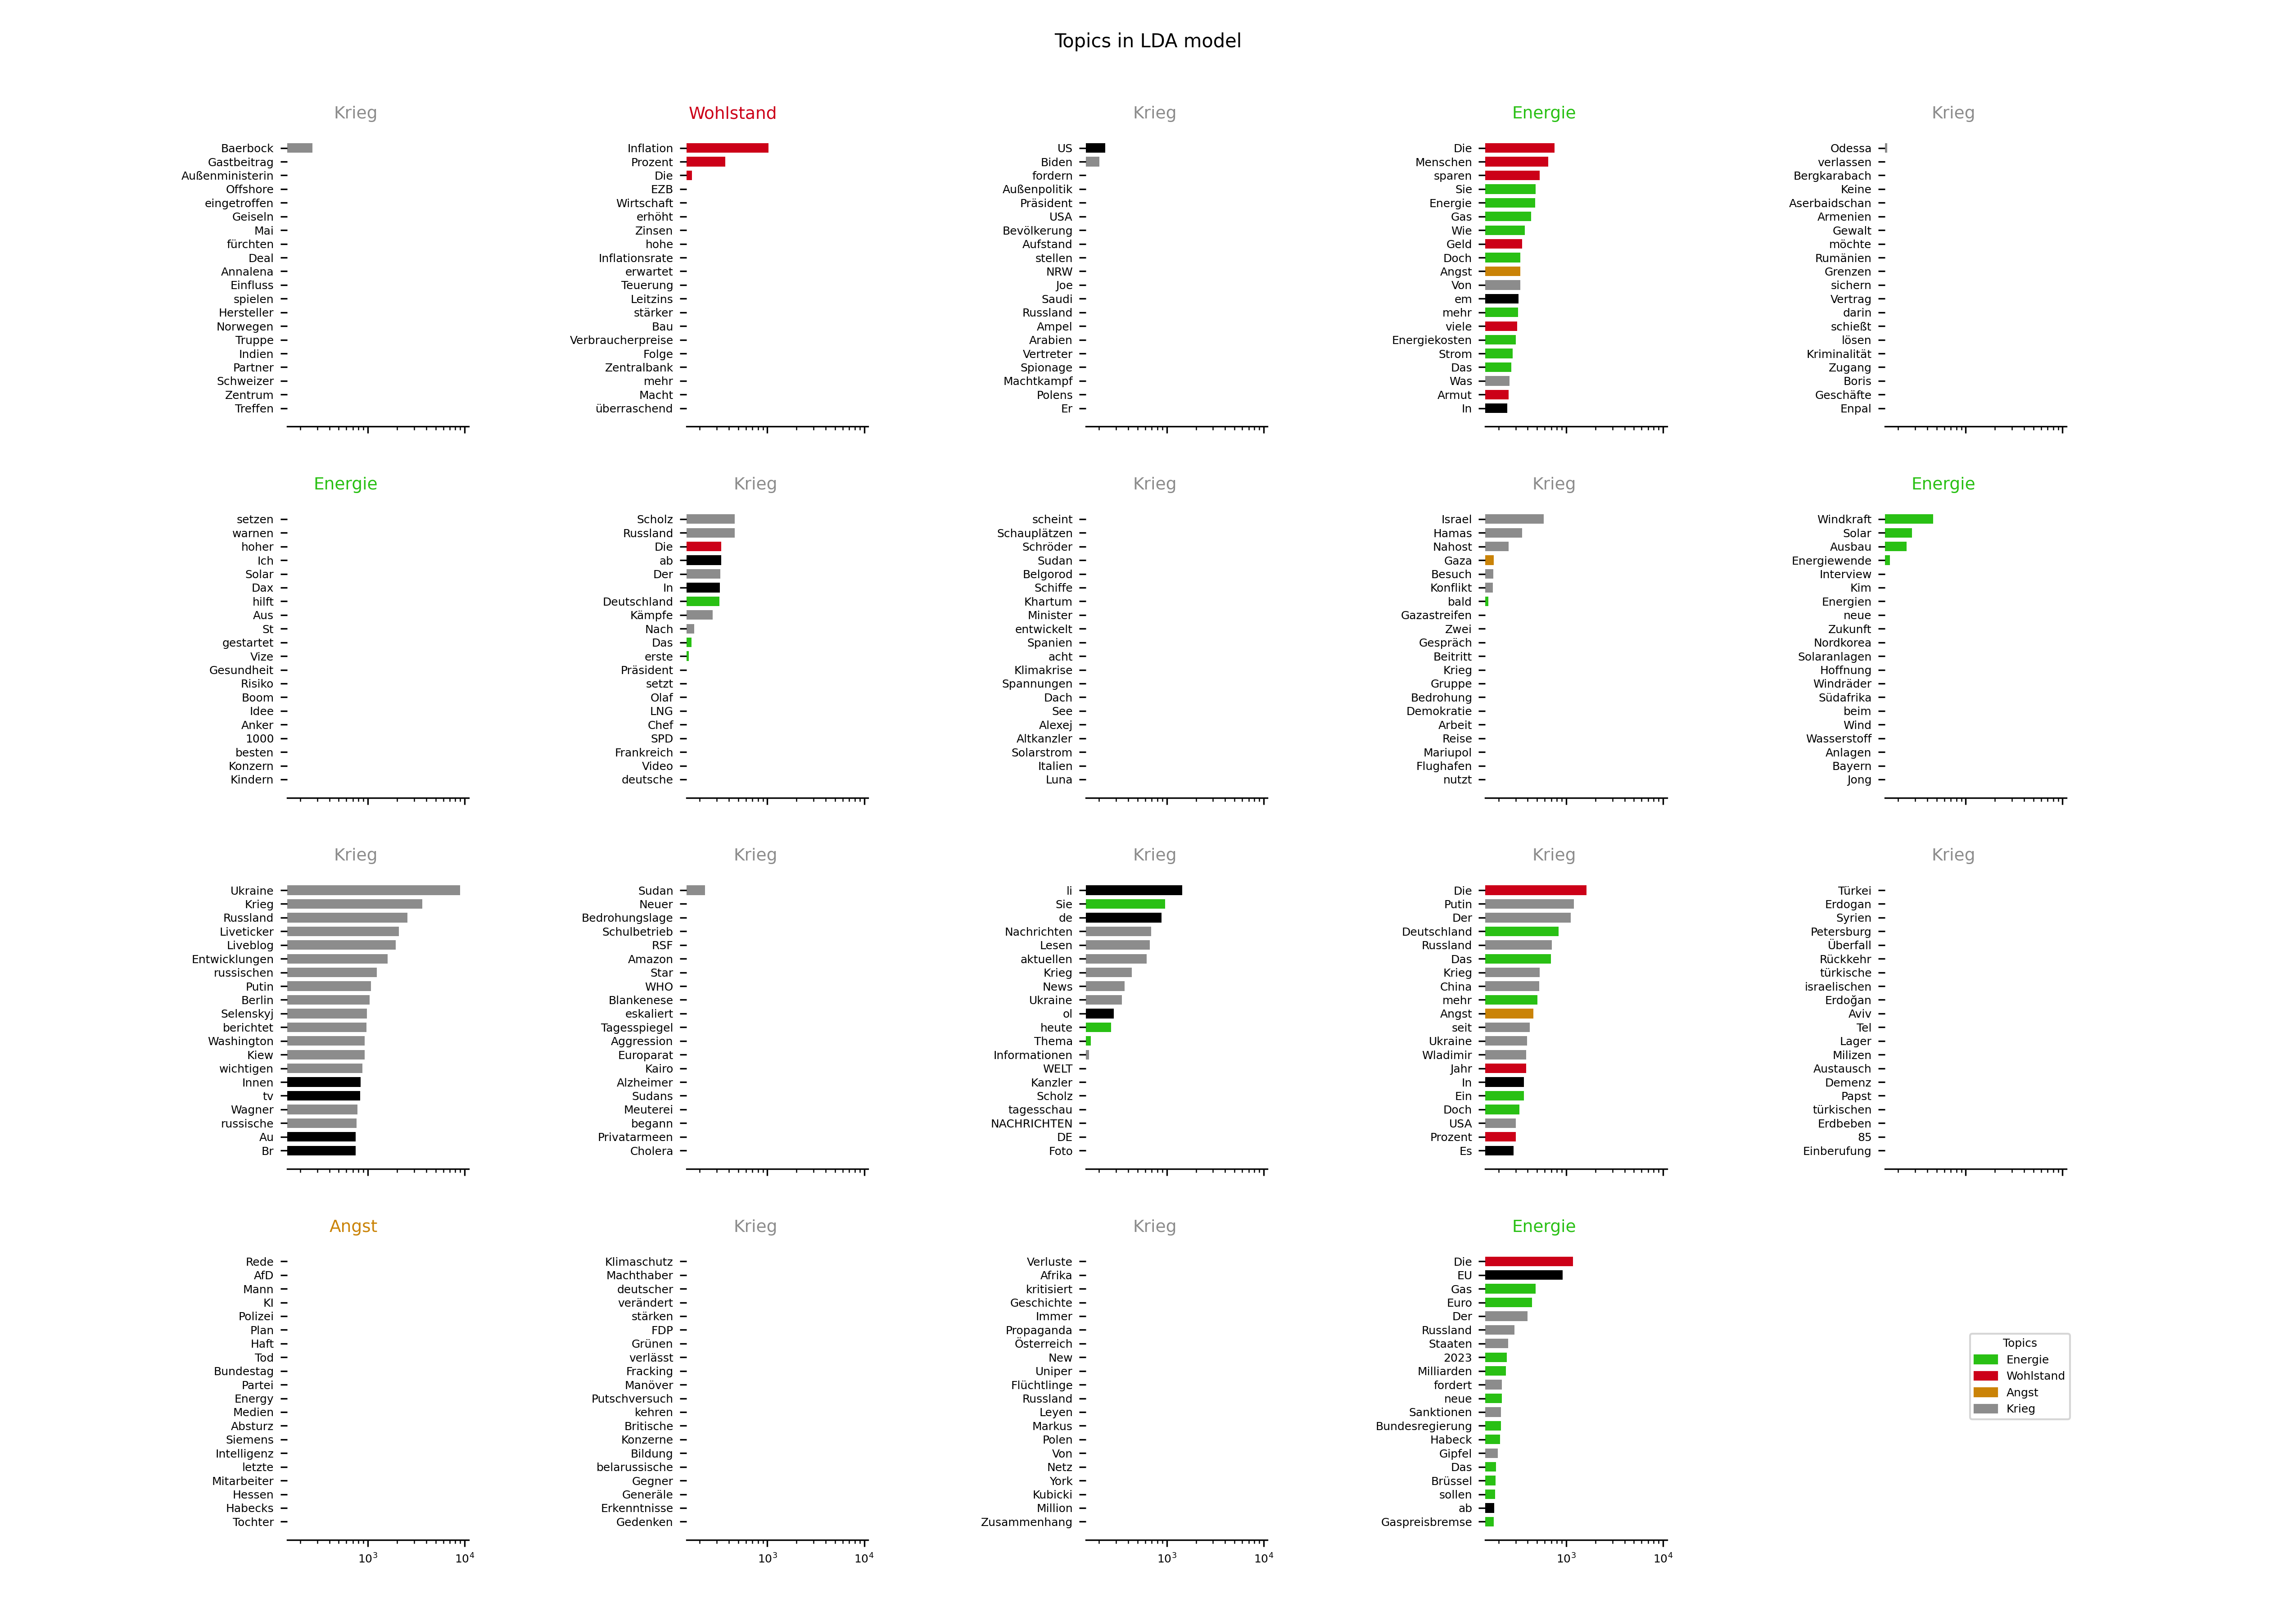 Topics in LDA model
Krieg
Baerbock
Gastbeitrag
Außenministerin
Offshore
eingetroffen
Geiseln
Mai
fürchten
Deal
Annalena
Einfluss
spielen
Hersteller
Norwegen
Truppe
Indien
Partner
Schweizer
Zentrum
Treffen
Wohlstand
Inflation
Prozent
Die
EZB
Wirtschaft
erhöht
Zinsen
hohe
Inflationsrate
erwartet
Teuerung
Leitzins
stärker
Bau
Verbraucherpreise
Folge
Zentralbank
mehr
Macht
überraschend
Krieg
US
Biden
fordern
Außenpolitik
Präsident
USA
Bevölkerung
Aufstand
stellen
NRW
Joe
Saudi
Russland
Ampel
Arabien
Vertreter
Spionage
Machtkampf
Polens
Er
Energie
Die
Menschen
sparen
Sie
Energie
Gas
Wie
Geld
Doch
Angst
Von
em
mehr
viele
Energiekosten
Strom
Das
Was
Armut
In
Krieg
Odessa
verlassen
Bergkarabach
Keine
Aserbaidschan
Armenien
Gewalt
möchte
Rumänien
Grenzen
sichern
Vertrag
darin
schießt
lösen
Kriminalität
Zugang
Boris
Geschäfte
Enpal
Energie
setzen
warnen
hoher
Ich
Solar
Dax
hilft
Aus
St
gestartet
Vize
Gesundheit
Risiko
Boom
Idee
Anker
1000
besten
Konzern
Kindern
Krieg
Scholz
Russland
Die
ab
Der
In
Deutschland
Kämpfe
Nach
Das
erste
Präsident
setzt
Olaf
LNG
Chef
SPD
Frankreich
Video
deutsche
Krieg
scheint
Schauplätzen
Schröder
Sudan
Belgorod
Schiffe
Khartum
Minister
entwickelt
Spanien
acht
Klimakrise
Spannungen
Dach
See
Alexej
Altkanzler
Solarstrom
Italien
Luna
Krieg
Israel
Hamas
Nahost
Gaza
Besuch
Konflikt
bald
Gazastreifen
Zwei
Gespräch
Beitritt
Krieg
Gruppe
Bedrohung
Demokratie
Arbeit
Reise
Mariupol
Flughafen
nutzt
Energie
Windkraft
Solar
Ausbau
Energiewende
Interview
Kim
Energien
neue
Zukunft
Nordkorea
Solaranlagen
Hoffnung
Windräder
Südafrika
beim
Wind
Wasserstoff
Anlagen
Bayern
Jong
Krieg
Ukraine
Krieg
Russland
Liveticker
Liveblog
Entwicklungen
russischen
Putin
Berlin
Selenskyj
berichtet
Washington
Kiew
wichtigen
Innen
tv
Wagner
russische
Au
Br
Krieg
Sudan
Neuer
Bedrohungslage
Schulbetrieb
RSF
Amazon
Star
WHO
Blankenese
eskaliert
Tagesspiegel
Aggression
Europarat
Kairo
Alzheimer
Sudans
Meuterei
begann
Privatarmeen
Cholera
Krieg
li
Sie
de
Nachrichten
Lesen
aktuellen
Krieg
News
Ukraine
ol
heute
Thema
Informationen
WELT
Kanzler
Scholz
tagesschau
NACHRICHTEN
DE
Foto
Krieg
Die
Putin
Der
Deutschland
Russland
Das
Krieg
China
mehr
Angst
seit
Ukraine
Wladimir
Jahr
In
Ein
Doch
USA
Prozent
Es
Krieg
Türkei
Erdogan
Syrien
Petersburg
Überfall
Rückkehr
türkische
israelischen
Erdoğan
Aviv
Tel
Lager
Milizen
Austausch
Demenz
Papst
türkischen
Erdbeben
85
Einberufung
Angst
Rede
AfD
Mann
KI
Polizei
Plan
Haft
Tod
Bundestag
Partei
Energy
Medien
Absturz
Siemens
Intelligenz
letzte
Mitarbeiter
Hessen
Habecks
Tochter
10³ 10⁴
Krieg
Klimaschutz
Machthaber
deutscher
verändert
stärken
FDP
Grünen
verlässt
Fracking
Manöver
Putschversuch
kehren
Britische
Konzerne
Bildung
belarussische
Gegner
Generäle
Erkenntnisse
Gedenken
10³ 10⁴
Krieg
Verluste
Afrika
kritisiert
Geschichte
Immer
Propaganda
Österreich
New
Uniper
Flüchtlinge
Russland
Leyen
Markus
Polen
Von
Netz
York
Kubicki
Million
Zusammenhang
10³ 10⁴
Energie
Die
EU
Gas
Euro
Der
Russland
Staaten
2023
Milliarden
fordert
neue
Sanktionen
Bundesregierung
Habeck
Gipfel
Das
Brüssel
sollen
ab
Gaspreisbremse
10³ 10⁴
Topics
Energie
Wohlstand
Angst
Krieg